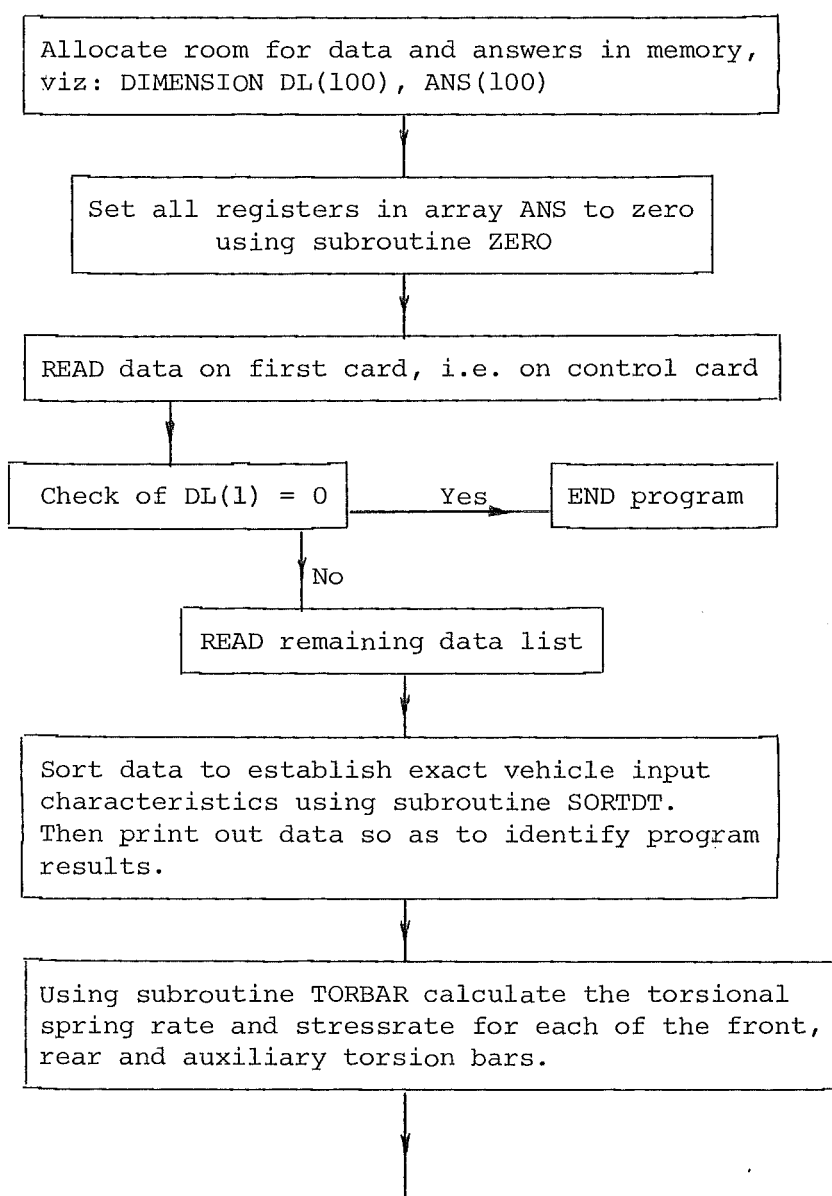 Allocate room for data and answers in memory,
viz: DIMENSION DL(100), ANS(100)
Set all registers in array ANS to zero
using subroutine ZERO
READ data on first card, i.e. on control card
Check of DL(1) = 0
Yes
END program
No
READ remaining data list
Sort data to establish exact vehicle input
characteristics using subroutine SORTDT.
Then print out data so as to identify program
results.
Using subroutine TORBAR calculate the torsional
spring rate and stressrate for each of the front,
rear and auxiliary torsion bars.